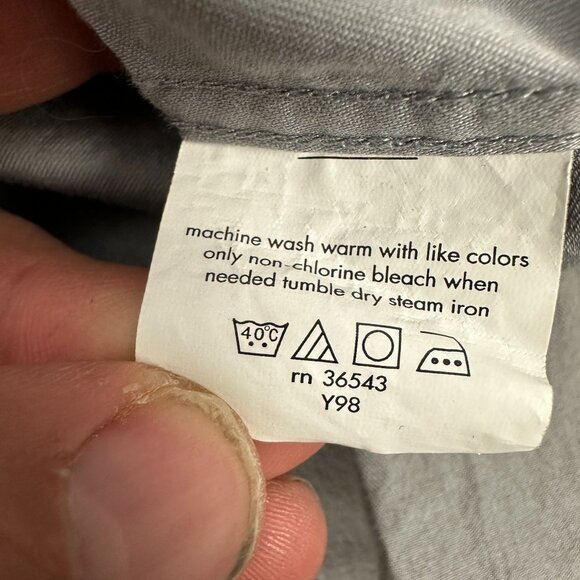 machine wash warm with like colors
only non-chlorine bleach when
needed tumble dry steam iron
40°C
rn 36543
Y98